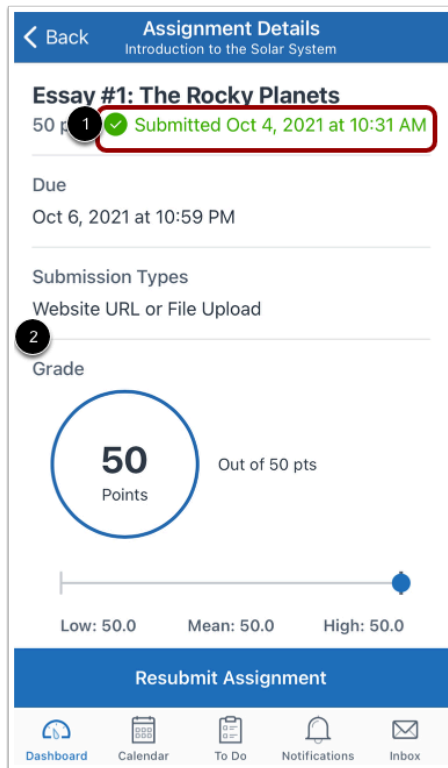 Back
Assignment Details
Introduction to the Solar System
Essay #1: The Rocky Planets
50 p
1
Submitted Oct 4, 2021 at 10:31 AM
Due
Oct 6, 2021 at 10:59 PM
Submission Types
Website URL or File Upload
2
Grade
50
Points
Out of 50 pts
Low: 50.0 Mean: 50.0 High: 50.0
Resubmit Assignment
Dashboard Calendar To Do Notifications Inbox